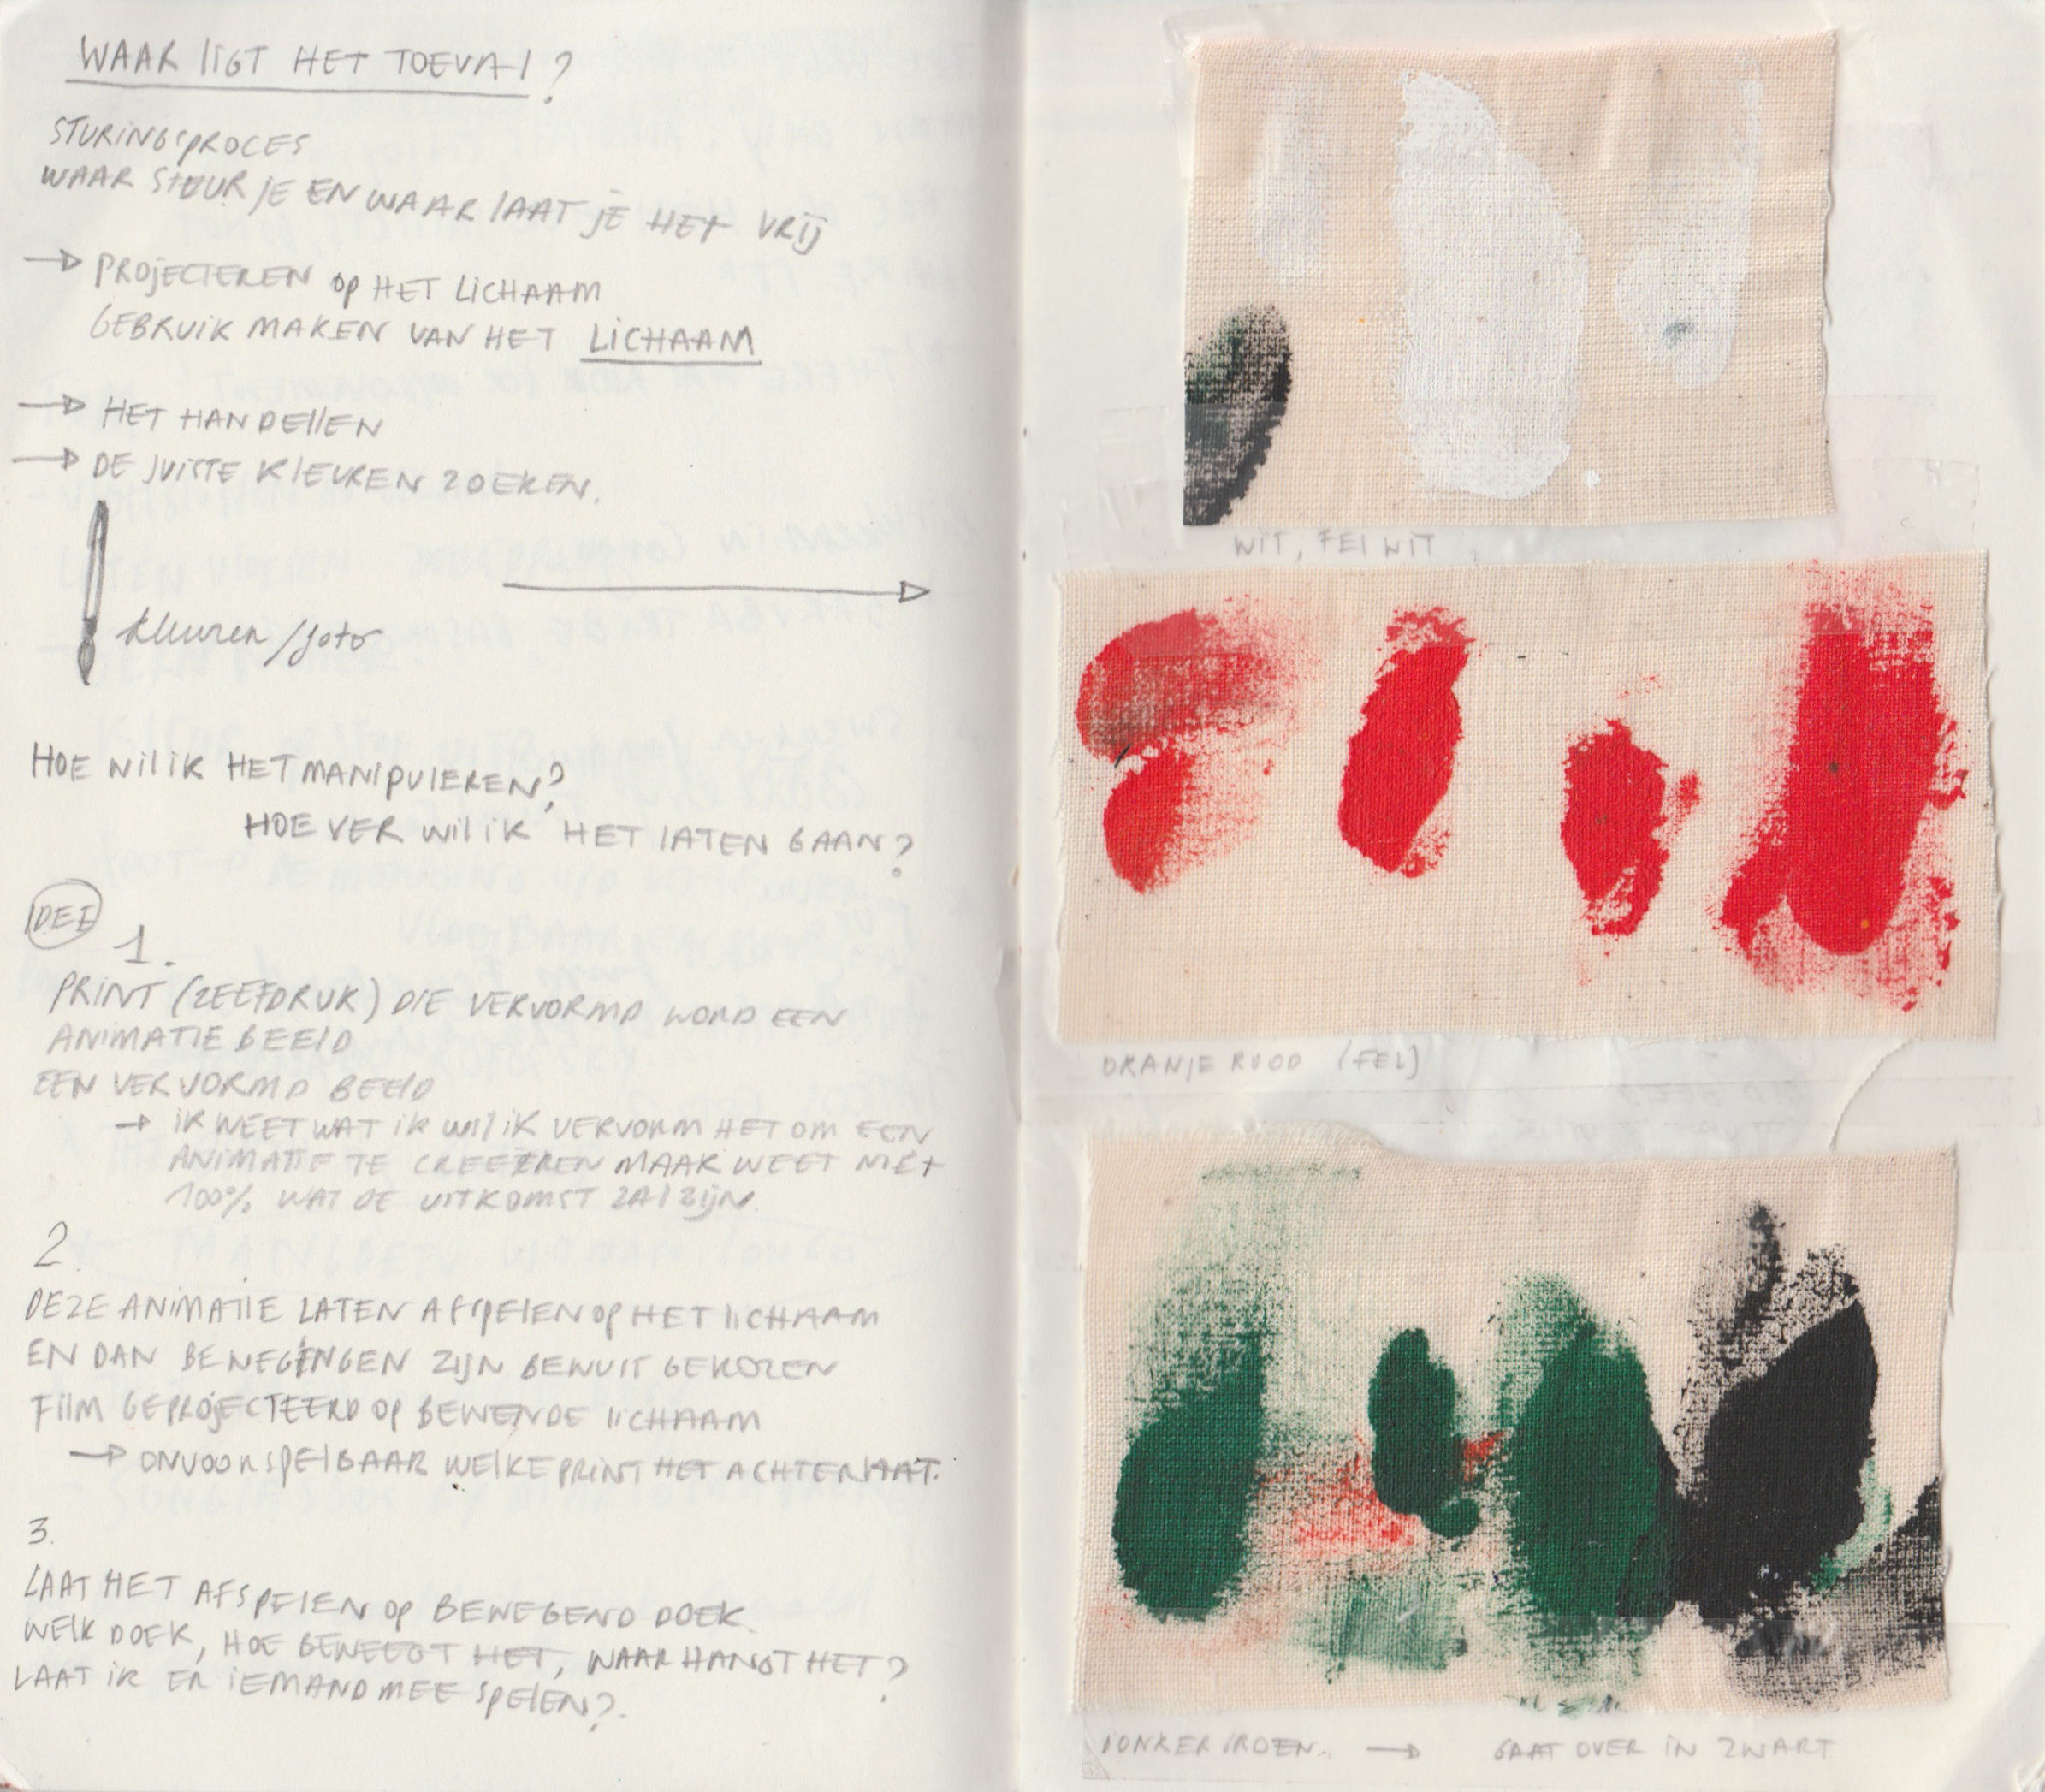 WAAR LIGT HET TOEVAL?
STURINGSPROCES
WAAR STUUR JE EN WAAR LAAT JE HET VRIJ
→ PROJECTEREN OP HET LICHAAM
GEBRUIK MAKEN VAN HET LICHAAM
→ HET HANDELLEN
→ DE JUISTE KLEUREN ZOEKEN.
kleuren/foto
HOE WIL IK HET MANIPULEREN?
HOE VER WIL IK HET LATEN GAAN?
IDEE
1.
PRINT (ZEEFDRUK) DIE VERVORMD WORD EEN
ANIMATIE BEELD
EEN VERVORMD BEELD
→ IK WEET WAT IK WIL IK VERVORM HET OM EEN
ANIMATIE TE CREEEREN MAAR WEET NIET
100% WAT DE UITKOMST ZAL ZIJN.
2.
DEZE ANIMATIE LATEN AFSPELEN OP HET LICHAAM
EN DAN BEWEGINGEN ZIJN BEWUST GEKOZEN
FILM GEPROJECTEERD OP BEWENDE LICHAAM
→ ONVOORSPELBAAR WELKE PRINT HET ACHTERLAAT.
3.
LAAT HET AFSPELEN OP BEWEGEND DOEK.
WELK DOEK, HOE BEWEEGT HET, WAAR HANGT HET?
LAAT IK ER IEMAND MEE SPELEN?.
WIT, FEL WIT
ORANJE ROOD (FEL)
DONKER GROEN. → GAAT OVER IN ZWART